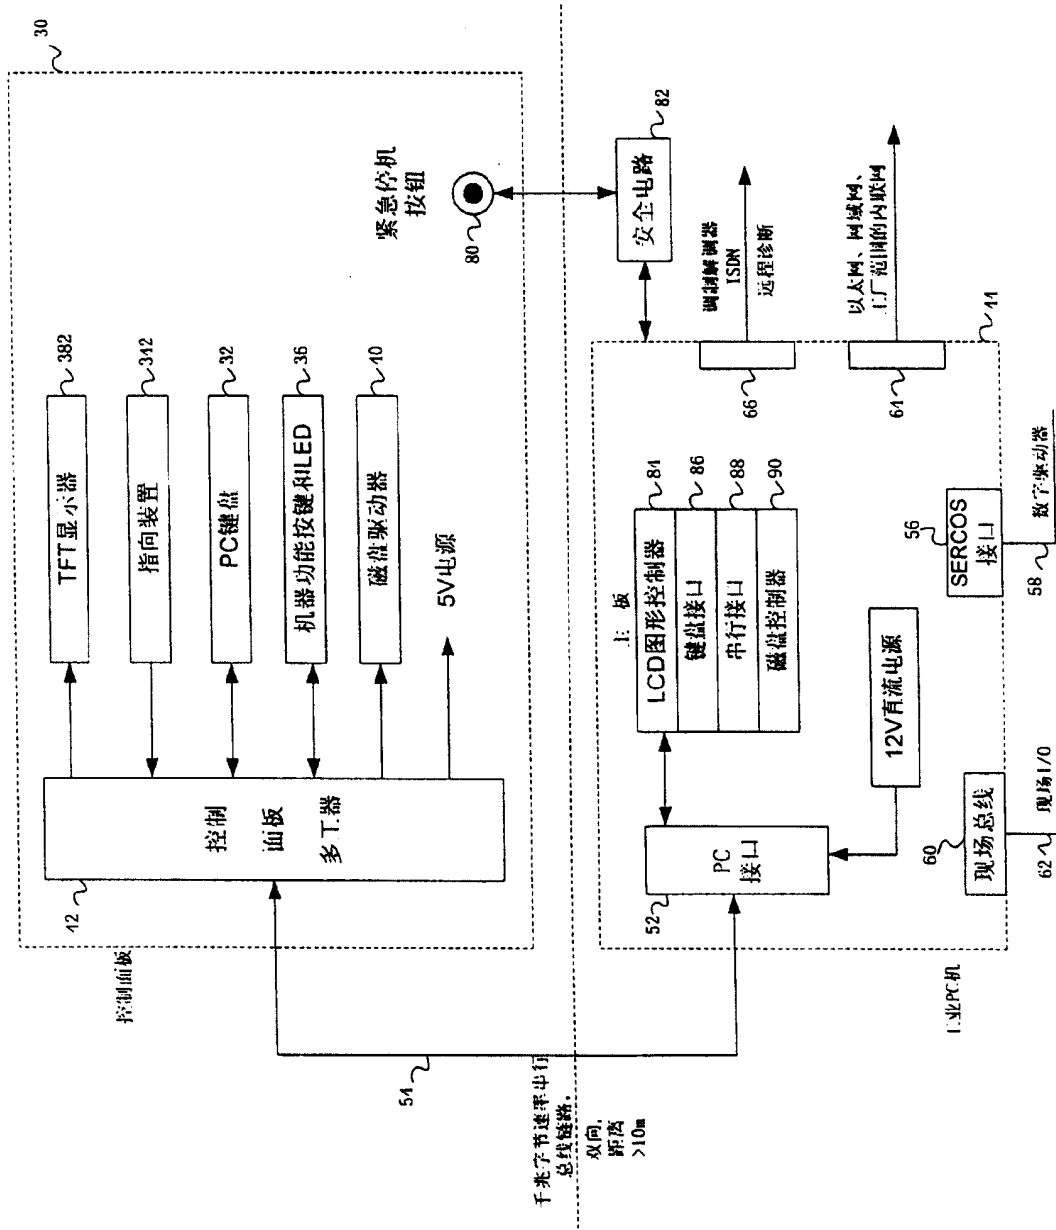 30
控制面板
42
控制
面板
多工器
TFT显示器
382
指向装置
342
PC键盘
32
机器功能按键和LED
36
磁盘驱动器
40
5V电源
紧急停机
按钮
80
安全电路
82
54
千兆字节速率串行
总线链路,
双向,
距离
>10m
工业PC机
44
52
PC
接口
主 板
LCD图形控制器
84
键盘接口
86
串行接口
88
磁盘控制器
90
12V直流电源
调制解调器
ISDN
远程诊断
66
以太网、网域网、
工厂范围的内联网
64
SERCOS
接口
56
58
数字驱动器
现场总线
60
62
现场I/O